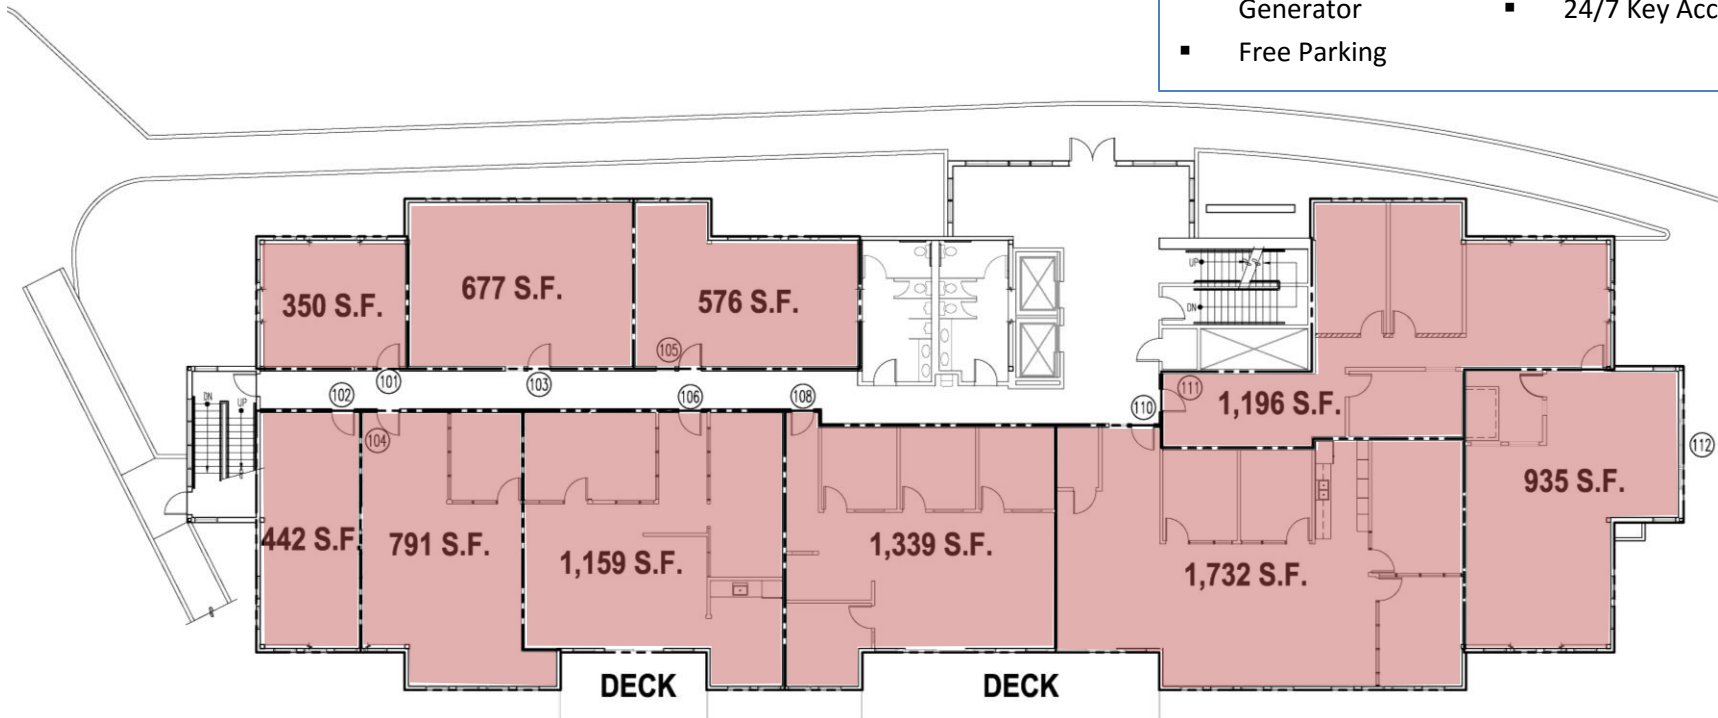 Generator
▪ 24/7 Key Acc
▪ Free Parking
UP
DN
350 S.F.
677 S.F.
576 S.F.
105
101
103
102
106
108
110
111
1,196 S.F.
DN
UP
104
112
935 S.F.
442 S.F.
791 S.F.
1,159 S.F.
1,339 S.F.
1,732 S.F.
DECK
DECK